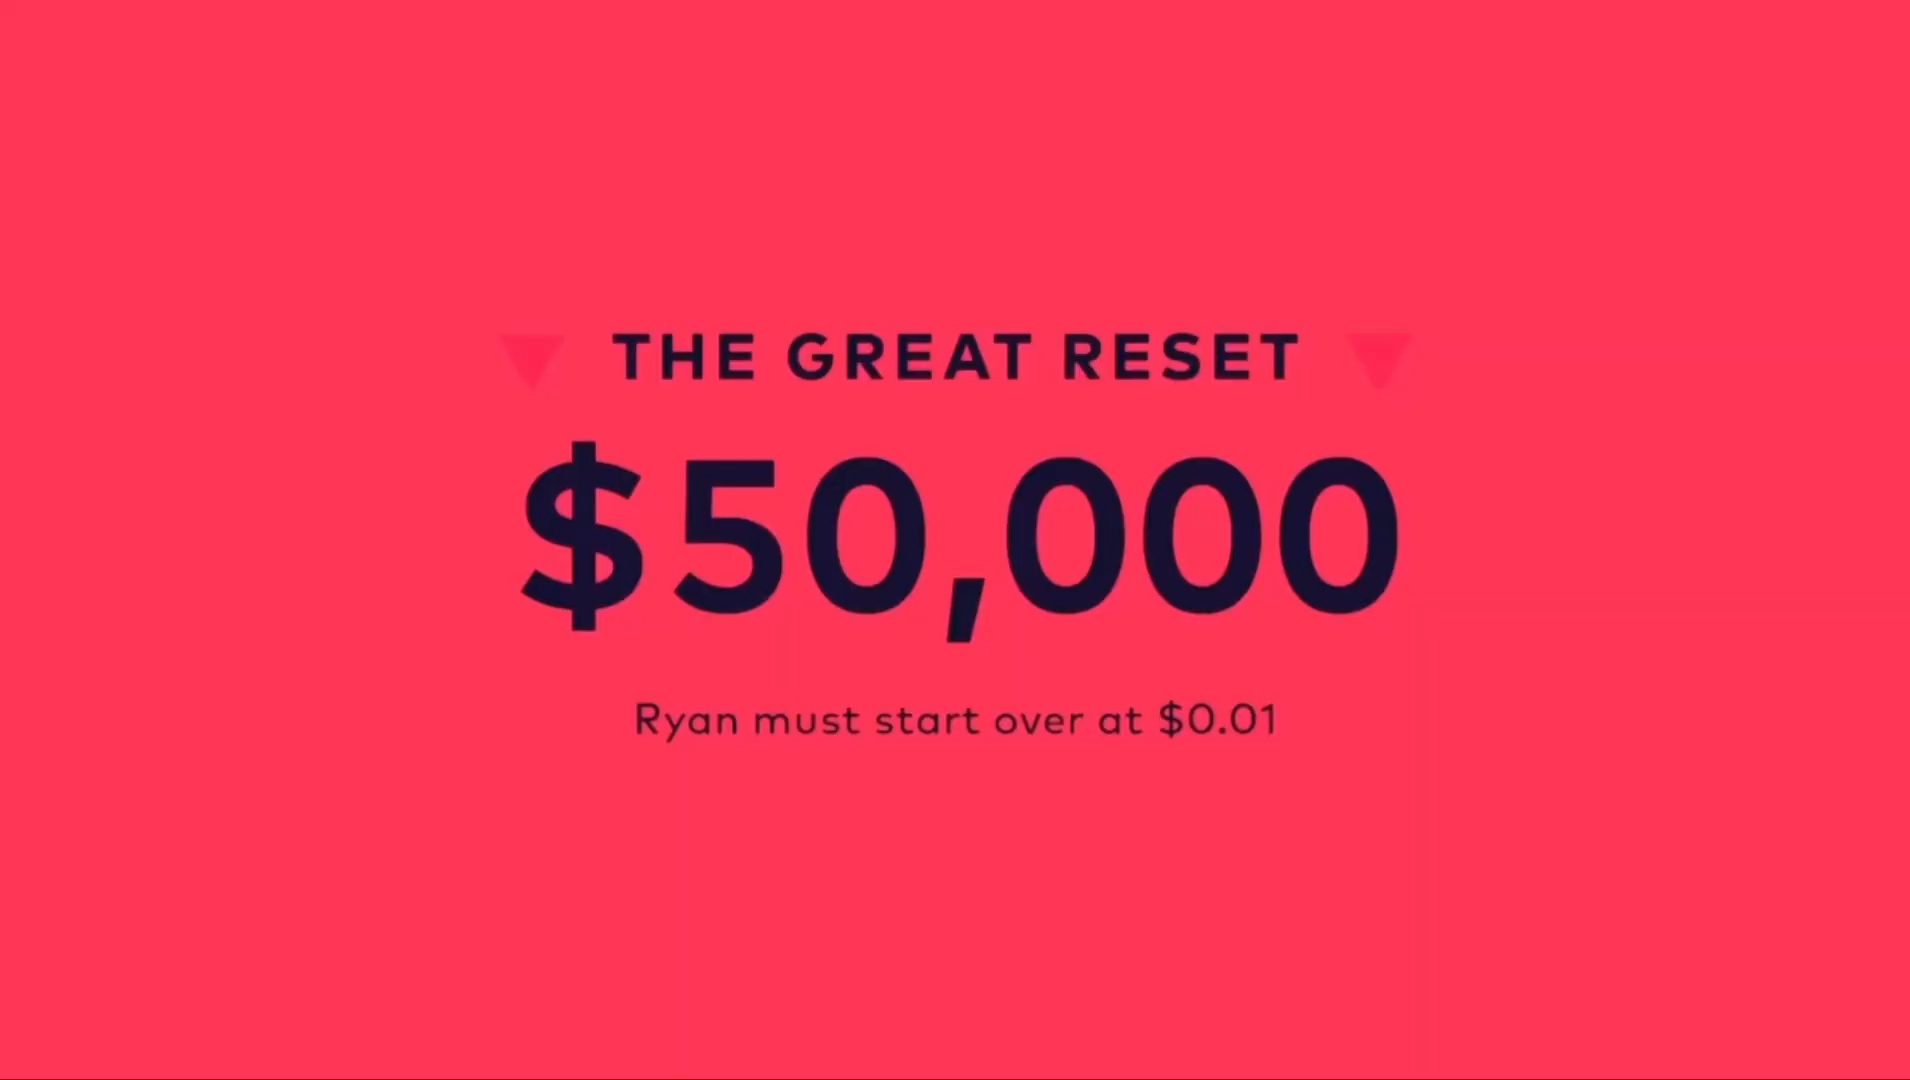 THE GREAT RESET
$50,000
Ryan must start over at $0.01